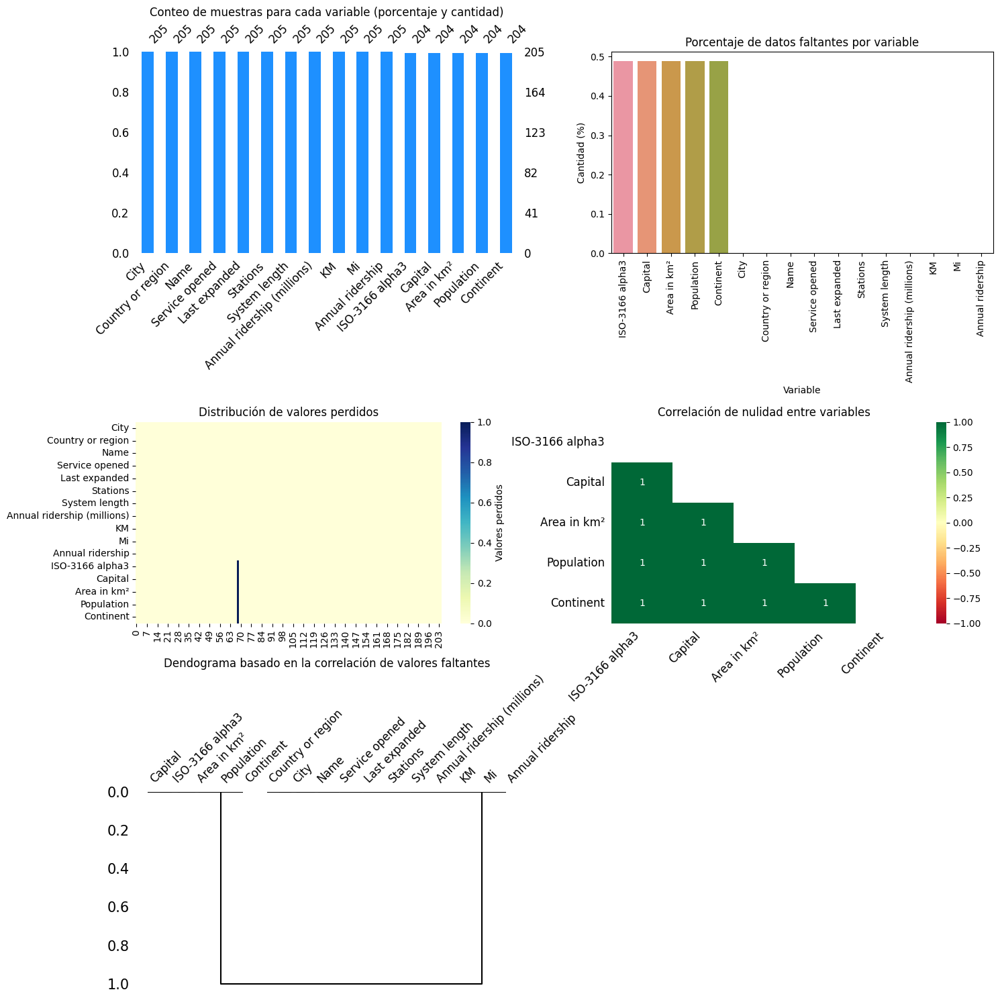 Conteo de muestras para cada variable (porcentaje y cantidad)
205 205 205 205 205 205 205 205 205 205 205 204 204 204 204 204
1.0 205
0.8 164
0.6 123
0.4 82
0.2 41
0.0 0
City
Country or region
Name
Service opened
Last expanded
Stations
System length
Annual ridership (millions)
KM
Mi
Annual ridership
ISO-3166 alpha3
Capital
Area in km²
Population
Continent
Porcentaje de datos faltantes por variable
Cantidad (%)
0.5
0.4
0.3
0.2
0.1
0.0
ISO-3166 alpha3
Capital
Area in km²
Population
Continent
City
Country or region
Name
Service opened
Last expanded
Stations
System length
Annual ridership (millions)
KM
Mi
Annual ridership
Variable
Distribución de valores perdidos
City
Country or region
Name
Service opened
Last expanded
Stations
System length
Annual ridership (millions)
KM
Mi
Annual ridership
ISO-3166 alpha3
Capital
Area in km²
Population
Continent
0 7 14 21 28 35 42 49 56 63 70 77 84 91 98 105 112 119 126 133 140 147 154 161 168 175 182 189 196 203
1.0
0.8
0.6
0.4
0.2
0.0
Valores perdidos
Correlación de nulidad entre variables
ISO-3166 alpha3
Capital 1
Area in km² 1 1
Population 1 1 1
Continent 1 1 1 1
ISO-3166 alpha3
Capital
Area in km²
Population
Continent
1.00
0.75
0.50
0.25
0.00
−0.25
−0.50
−0.75
−1.00
Dendograma basado en la correlación de valores faltantes
Capital
ISO-3166 alpha3
Area in km²
Population
Continent
Country or region
City
Name
Service opened
Last expanded
Stations
System length
Annual ridership (millions)
KM
Mi
Annual ridership
0.0
0.2
0.4
0.6
0.8
1.0